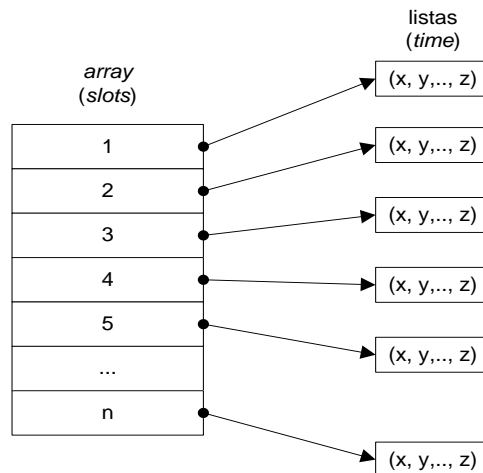 listas
(time)
array
(slots)
(x, y,.., z)
1
(x, y,.., z)
2
(x, y,.., z)
3
(x, y,.., z)
4
(x, y,.., z)
5
...
n
(x, y,.., z)